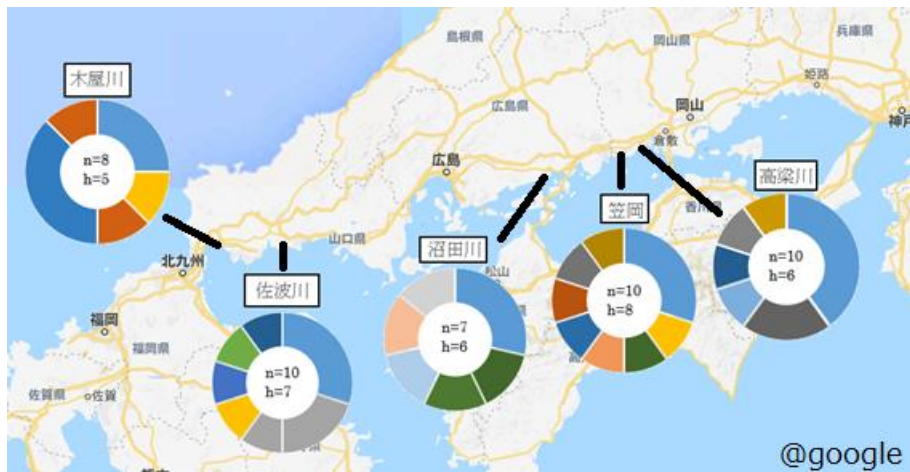 島根県
岡山県
兵庫県
姫路
木屋川
n=8
h=5
広島県
岡山
倉敷
神戸
広島
高梁川
n=10
h=6
香川県
笠岡
n=10
h=8
山口県
沼田川
n=7
h=6
松山
北九州
佐波川
n=10
h=7
福岡
福岡県
佐賀県
佐賀
@google